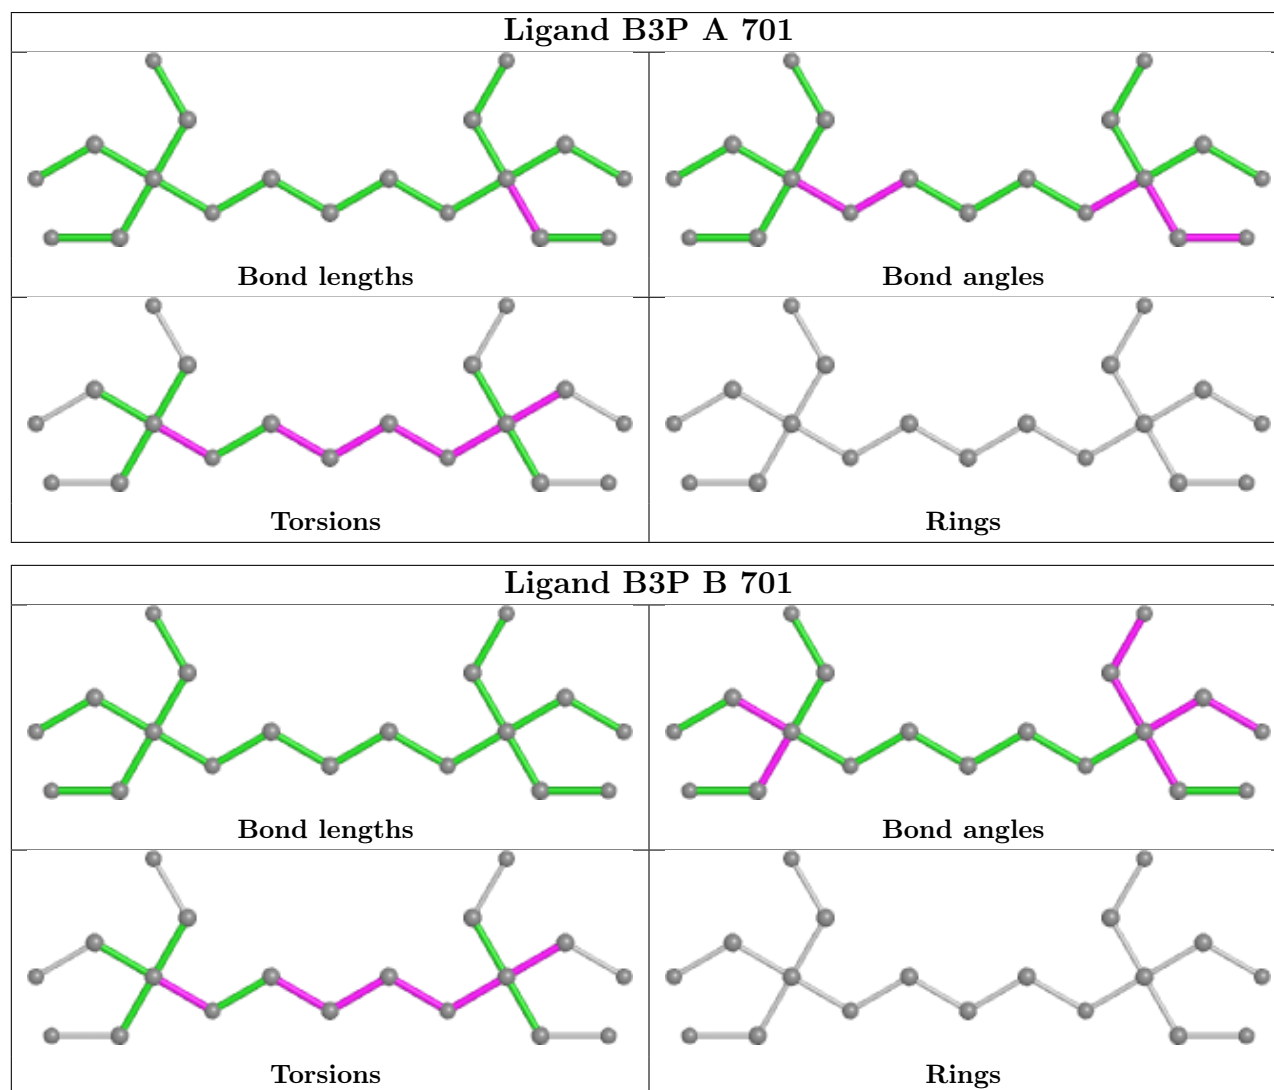 Ligand B3P A 701
Bond lengths
Bond angles
Torsions
Rings
Ligand B3P B 701
Bond lengths
Bond angles
Torsions
Rings